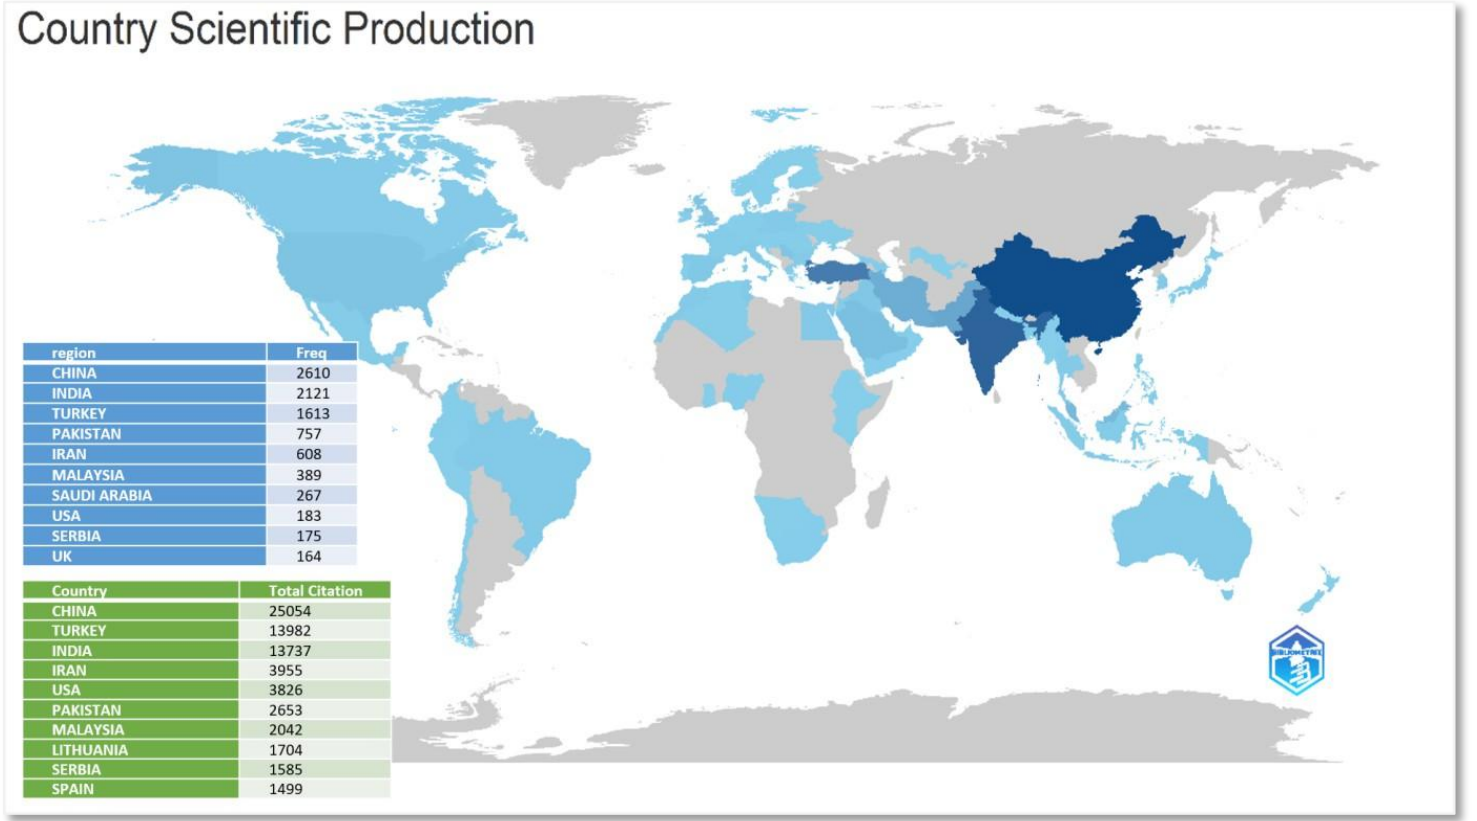 Country Scientific Production
region Freq
CHINA 2610
INDIA 2121
TURKEY 1613
PAKISTAN 757
IRAN 608
MALAYSIA 389
SAUDI ARABIA 267
USA 183
SERBIA 175
UK 164
Country Total Citation
CHINA 25054
TURKEY 13982
INDIA 13737
IRAN 3955
USA 3826
PAKISTAN 2653
MALAYSIA 2042
LITHUANIA 1704
SERBIA 1585
SPAIN 1499
BIBLIOMETRIX